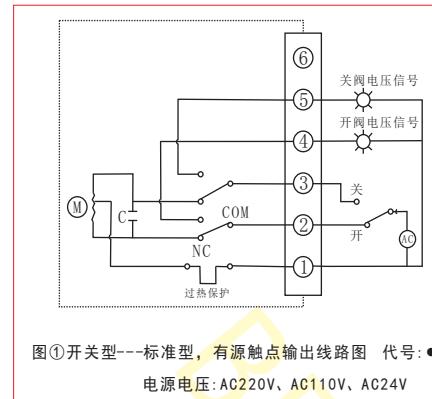 ⑥
⑤
关阀电压信号
④
开阀电压信号
③
关
M
C
COM
②
开
AC
NC
①
过热保护
图①开关型---标准型，有源触点输出线路图 代号:●
电源电压:AC220V、AC110V、AC24V